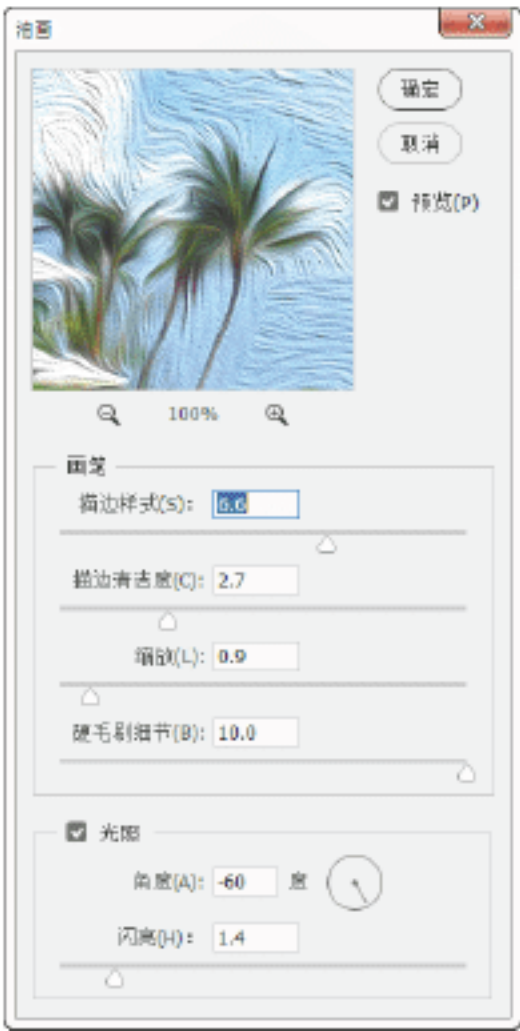 油画
确定
取消
预览(P)
100%
画笔
描边样式(S): 6.6
描边清洁度(C): 2.7
缩放(L): 0.9
硬毛刷细节(B): 10.0
光照
角度(A): -60 度
闪亮(H): 1.4